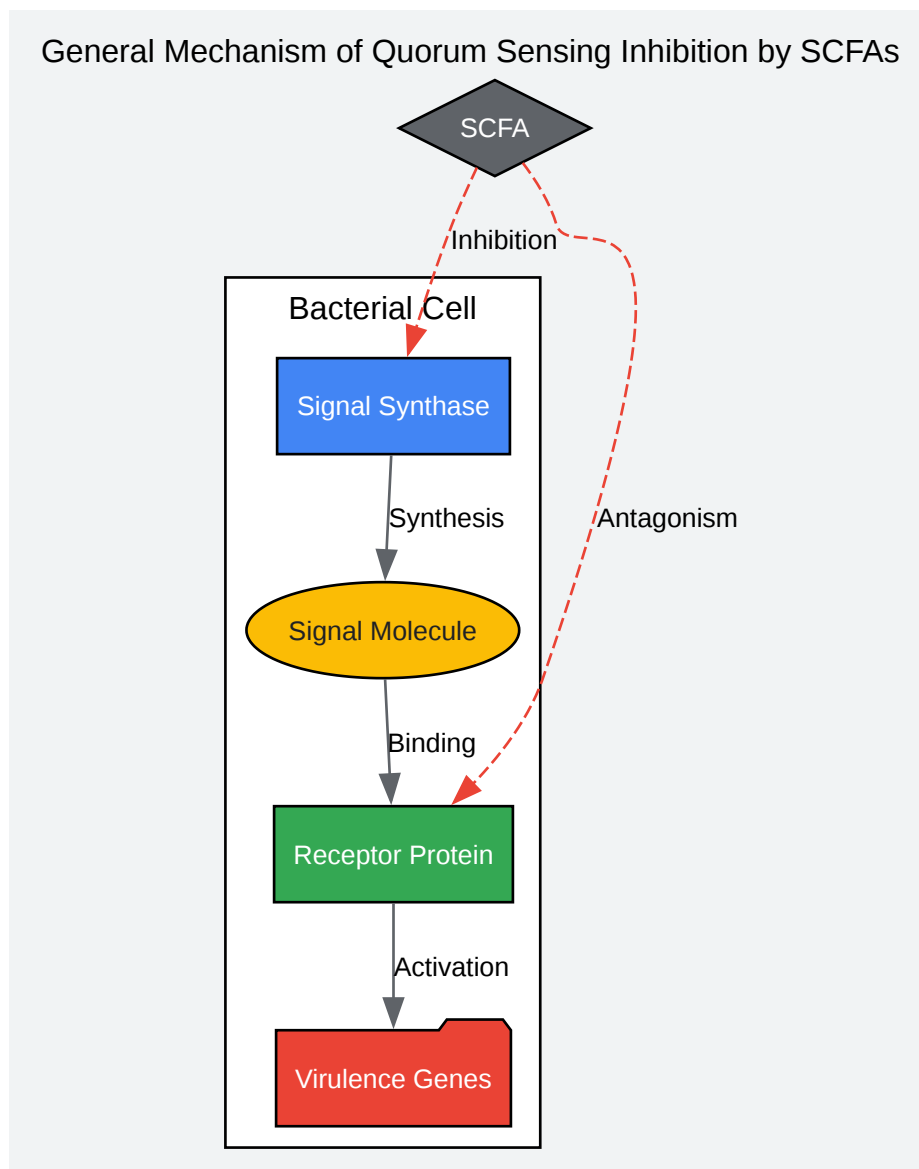 General Mechanism of Quorum Sensing Inhibition by SCFAs
SCFA
Inhibition
Bacterial Cell
Signal Synthase
Synthesis
Antagonism
Signal Molecule
Binding
Receptor Protein
Activation
Virulence Genes